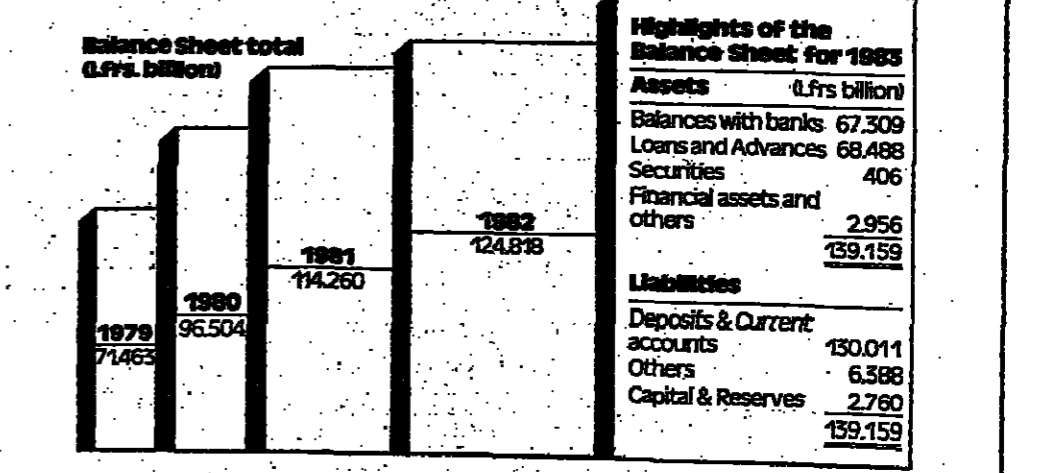 Balance Sheet total
(Lfrs. billion)
1979
71.463
1980
96.504
1981
114.260
1982
124.818
Highlights of the
Balance Sheet for 1983
Assets (Lfrs billion)
Balances with banks 67.309
Loans and Advances 68.488
Securities 406
Financial assets and
others 2.956
139.159
Liabilities
Deposits & Current
accounts 130.011
Others 6.388
Capital & Reserves 2.760
139.159